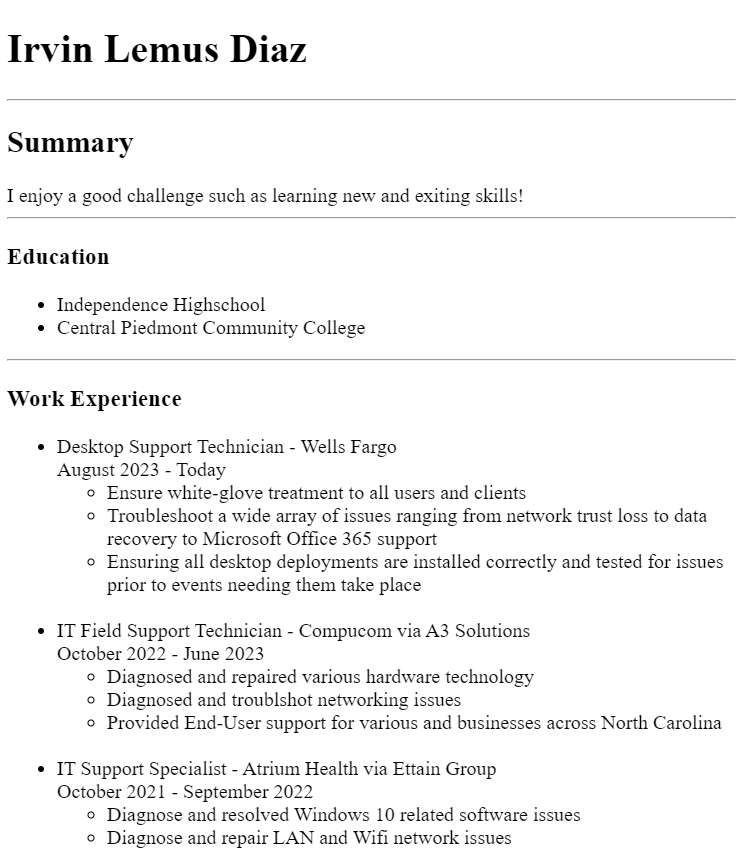 Irvin Lemus Diaz
Summary
I enjoy a good challenge such as learning new and exiting skills!
Education
Independence Highschool
Central Piedmont Community College
Work Experience
Desktop Support Technician - Wells Fargo
August 2023 - Today
Ensure white-glove treatment to all users and clients
Troubleshoot a wide array of issues ranging from network trust loss to data
recovery to Microsoft Office 365 support
Ensuring all desktop deployments are installed correctly and tested for issues
prior to events needing them take place
IT Field Support Technician - Compucom via A3 Solutions
October 2022 - June 2023
Diagnosed and repaired various hardware technology
Diagnosed and troublshot networking issues
Provided End-User support for various and businesses across North Carolina
IT Support Specialist - Atrium Health via Ettain Group
October 2021 - September 2022
Diagnose and resolved Windows 10 related software issues
Diagnose and repair LAN and Wifi network issues